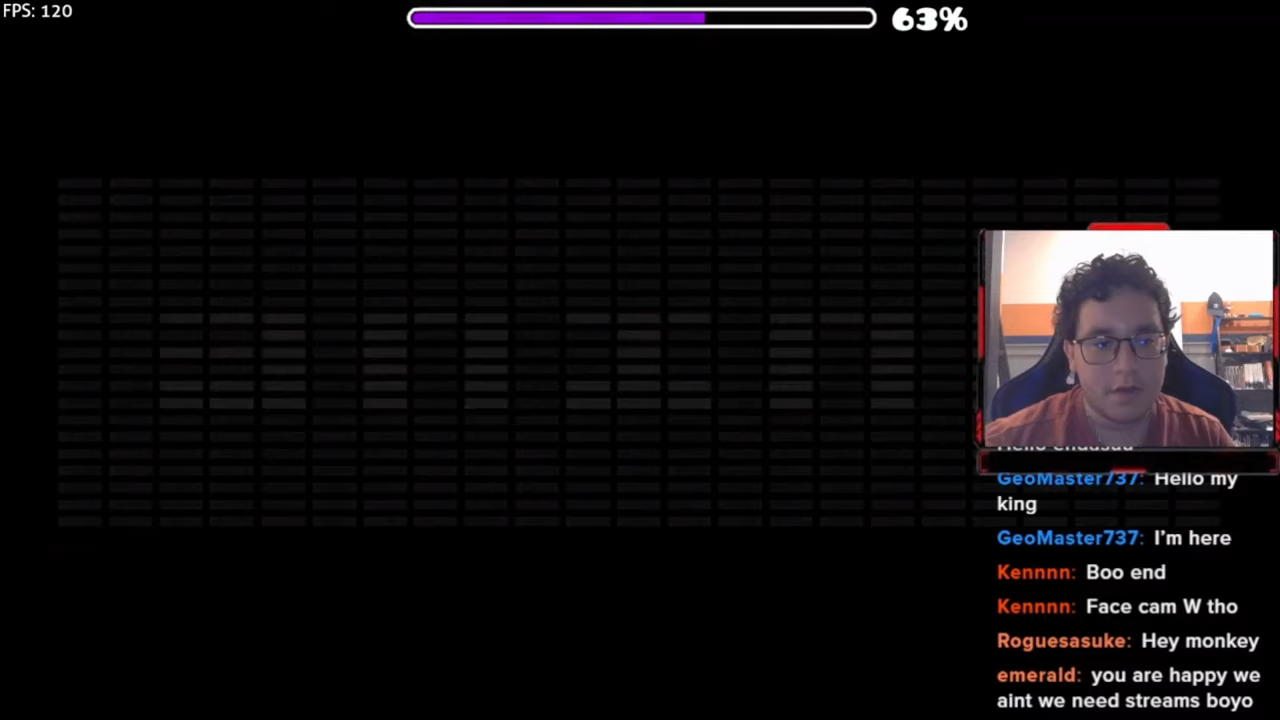 FPS: 120
63%
GeoMaster737: Hello my
king
GeoMaster737: I'm here
Kennnn: Boo end
Kennnn: Face cam W tho
Roguesasuke: Hey monkey
emerald: you are happy we
aint we need streams boyo